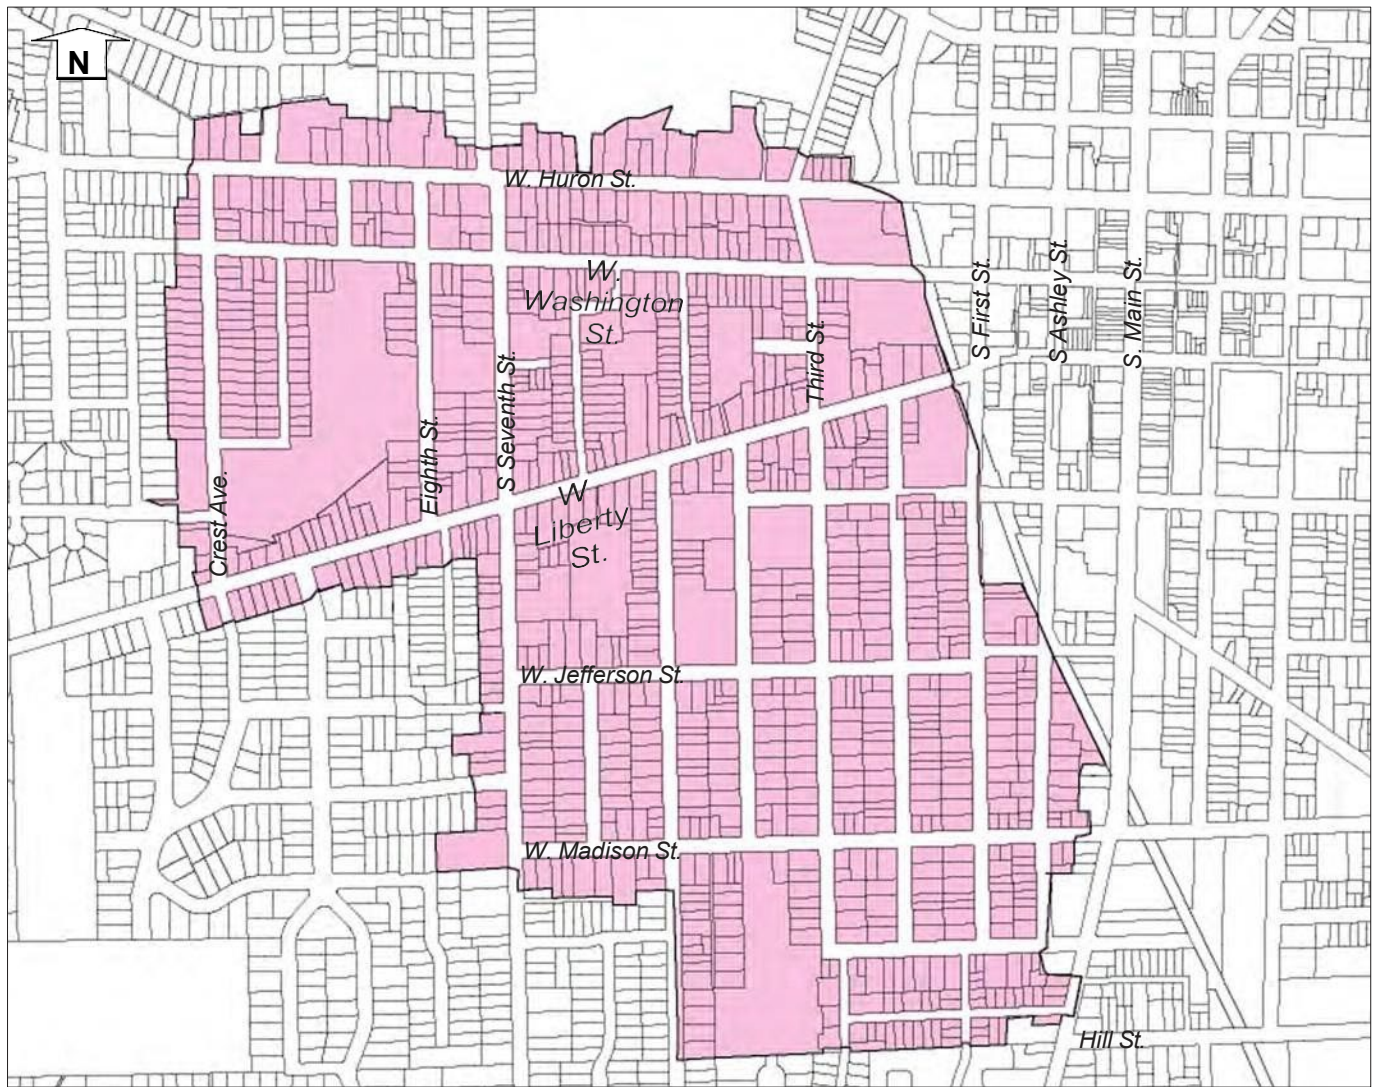 N
W. Huron St.
W.
Washington
St.
S First St.
S Ashley St.
S. Main St.
Third St.
S Seventh St.
Eighth St.
Crest Ave.
W
Liberty
St.
W. Jefferson St.
W. Madison St.
Hill St.